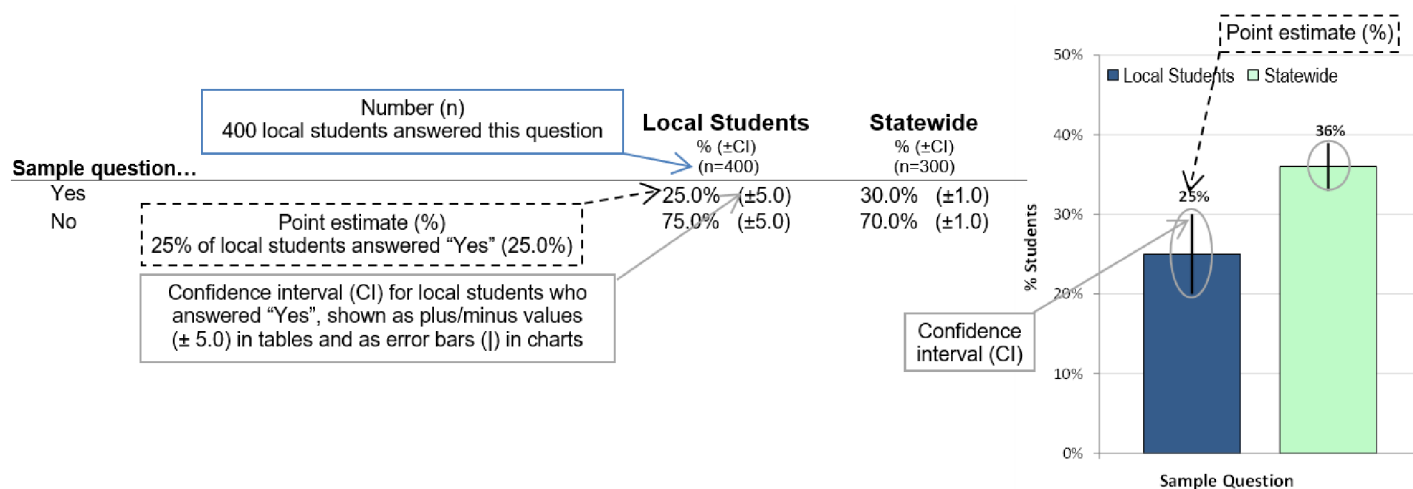 Number (n)
400 local students answered this question
Local Students
% (±CI)
(n=400)
Statewide
% (±CI)
(n=300)
Sample question…
Yes
25.0% (±5.0)
30.0% (±1.0)
No
75.0% (±5.0)
70.0% (±1.0)
Point estimate (%)
25% of local students answered “Yes” (25.0%)
Confidence interval (CI) for local students who
answered “Yes”, shown as plus/minus values
(± 5.0) in tables and as error bars (|) in charts
Point estimate (%)
Local Students
Statewide
50%
40%
30%
20%
10%
0%
% Students
25%
36%
Confidence
interval (CI)
Sample Question